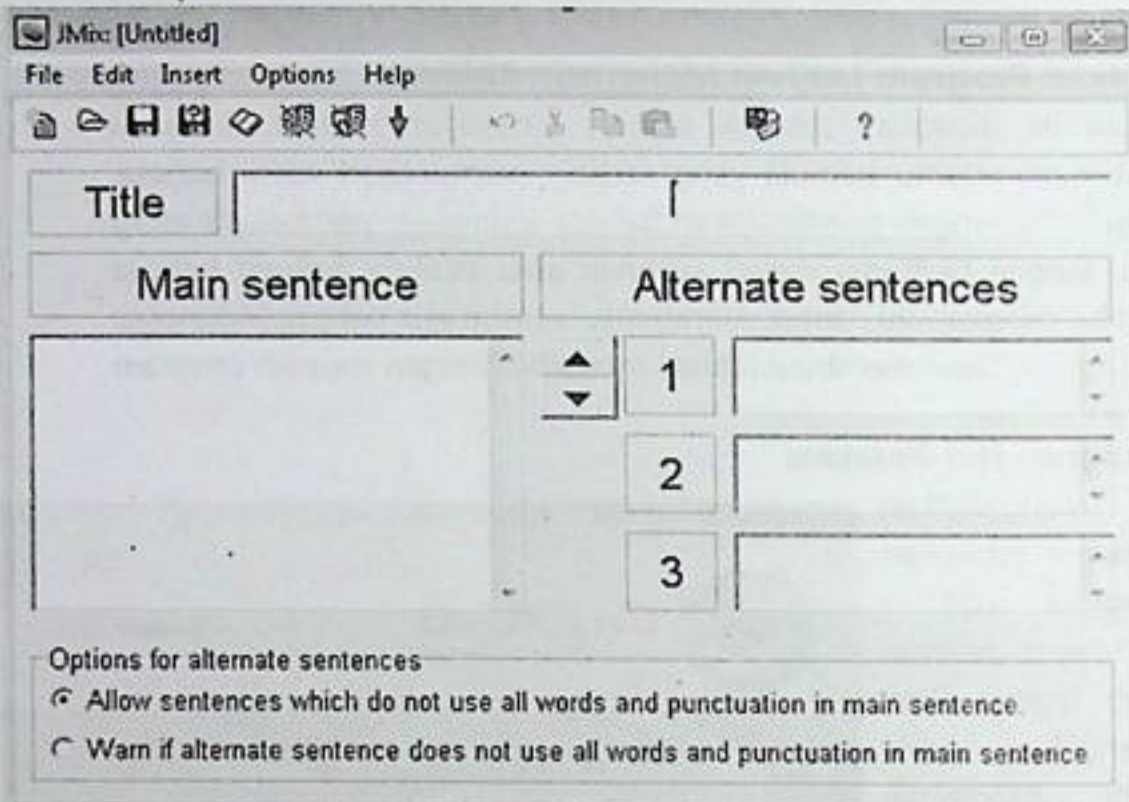 JMix: [Untitled]
File Edit Insert Options Help
?
Title
Main sentence
Alternate sentences
1
2
3
Options for alternate sentences
Allow sentences which do not use all words and punctuation in main sentence.
Warn if alternate sentence does not use all words and punctuation in main sentence